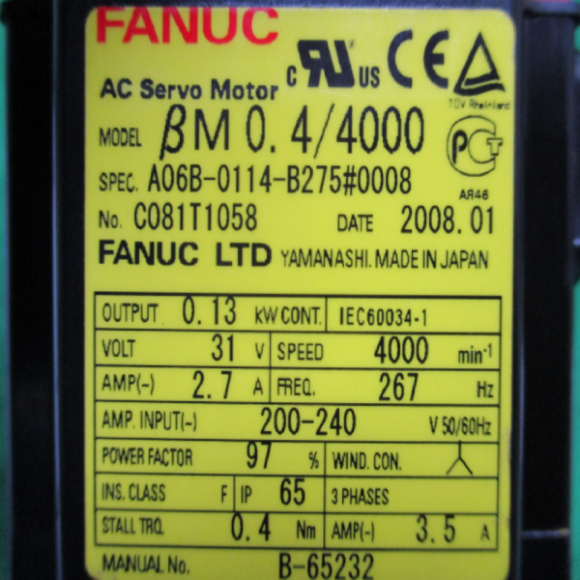 FANUC
AC Servo Motor
c RU US CE
TÜV Rheinland
MODEL βM 0.4/4000
SPEC. A06B-0114-B275#0008
AR46
No. C081T1058 DATE 2008.01
FANUC LTD YAMANASHI. MADE IN JAPAN
OUTPUT 0.13 kW CONT. IEC60034-1
VOLT 31 V SPEED 4000 min-1
AMP(~) 2.7 A FREQ. 267 Hz
AMP. INPUT(~) 200-240 V 50/60Hz
POWER FACTOR 97 % WIND. CON.
INS. CLASS F IP 65 3 PHASES
STALL TRQ. 0.4 Nm AMP(~) 3.5 A
MANUAL No. B-65232